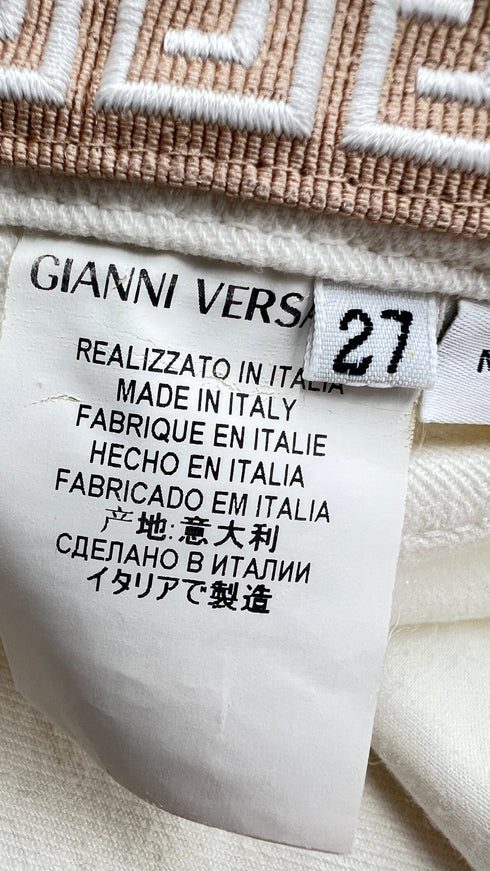 GIANNI VERSA
27
REALIZZATO IN ITALIA
MADE IN ITALY
FABRIQUE EN ITALIE
HECHO EN ITALIA
FABRICADO EM ITALIA
产地:意大利
СДЕЛАНО В ИТАЛИИ
イタリアで製造